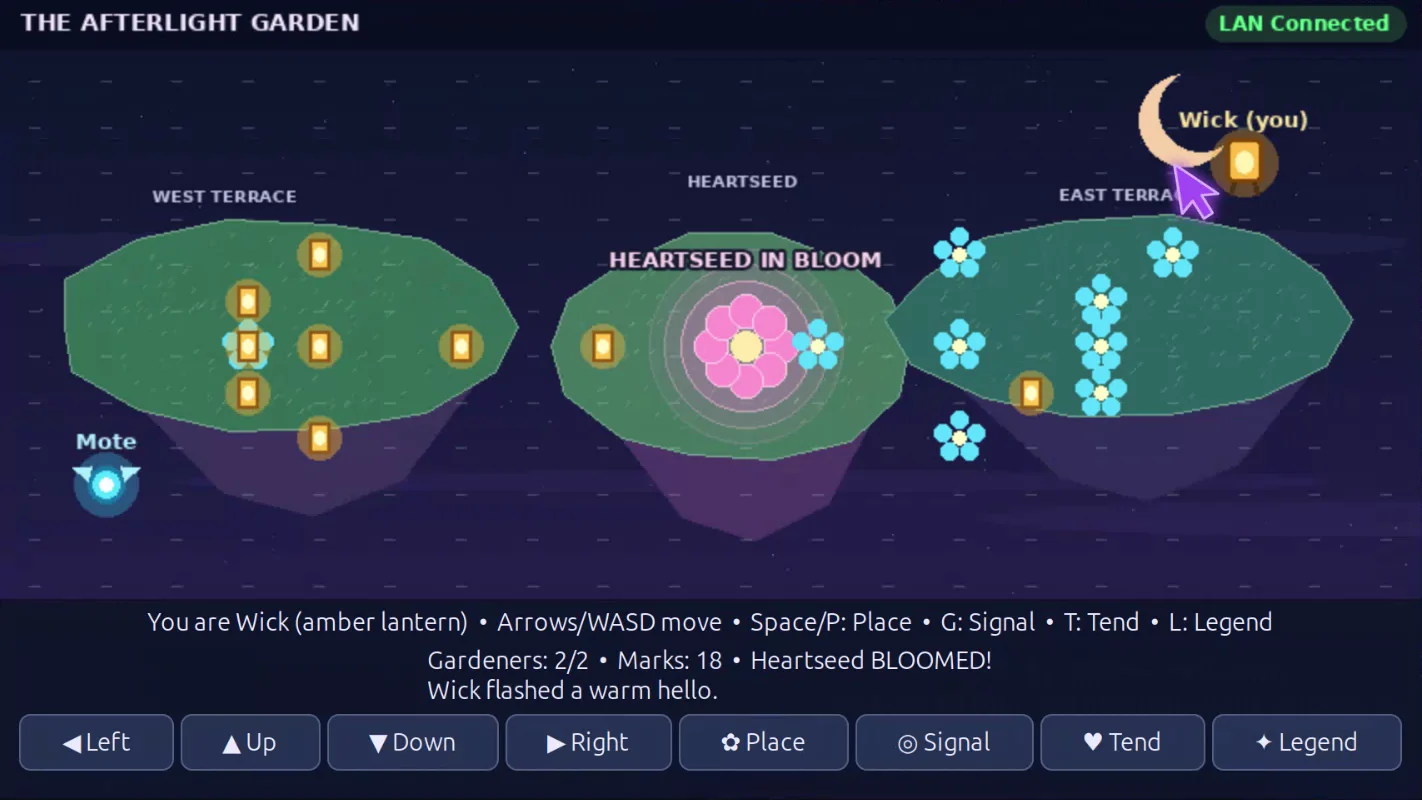 THE AFTERLIGHT GARDEN
LAN Connected
Wick (you)
WEST TERRACE
HEARTSEED
EAST TERRA
HEARTSEED IN BLOOM
Mote
You are Wick (amber lantern) • Arrows/WASD move • Space/P: Place • G: Signal • T: Tend • L: Legend
Gardeners: 2/2 • Marks: 18 • Heartseed BLOOMED!
Wick flashed a warm hello.
◀ Left
▲ Up
▼ Down
▶ Right
✿ Place
◎ Signal
♥ Tend
✦ Legend